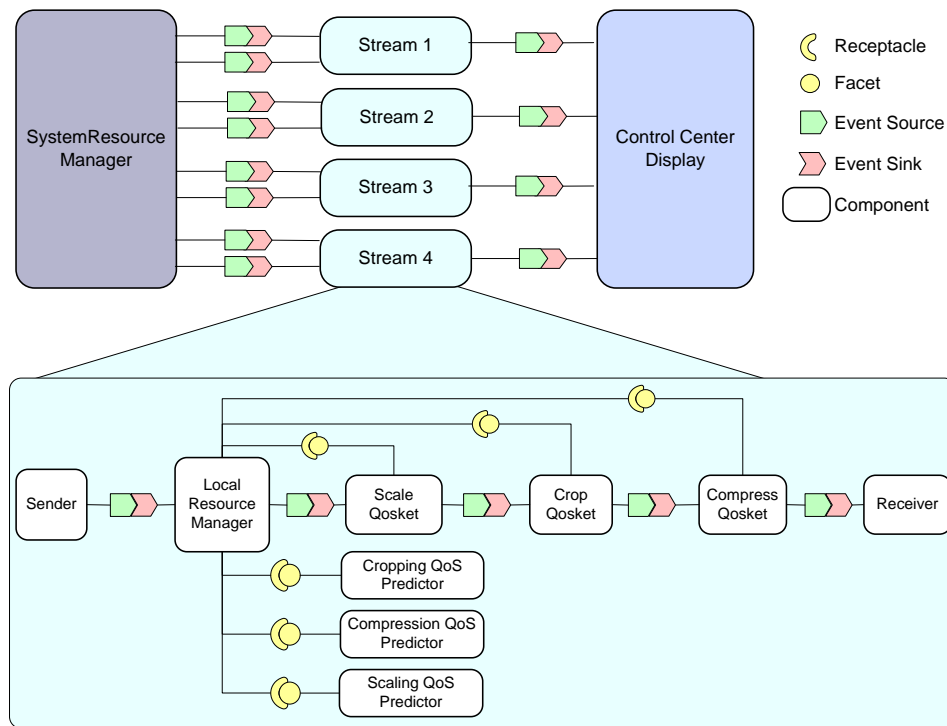 SystemResource
Manager
Stream 1
Stream 2
Stream 3
Stream 4
Control Center
Display
Receptacle
Facet
Event Source
Event Sink
Component
Sender
Local
Resource
Manager
Scale
Qosket
Crop
Qosket
Compress
Qosket
Receiver
Cropping QoS
Predictor
Compression QoS
Predictor
Scaling QoS
Predictor